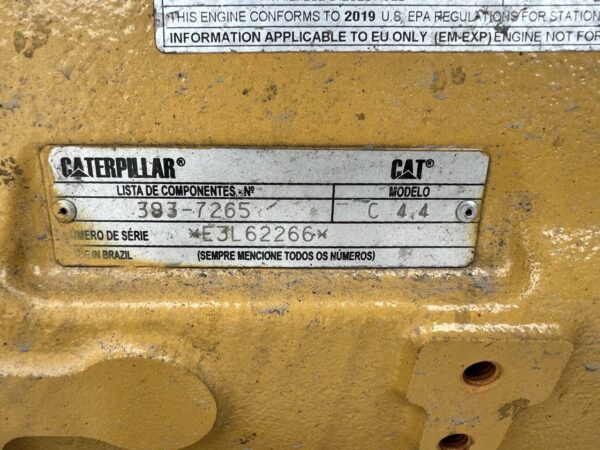 THIS ENGINE CONFORMS TO 2019 U.S. EPA REGULATIONS FOR STATION
INFORMATION APPLICABLE TO EU ONLY (EM-EXP) ENGINE NOT FOR
CATERPILLAR® CAT®
LISTA DE COMPONENTES - Nº MODELO
383-7265 C 4.4
NÚMERO DE SÉRIE *E3L62266*
IN BRAZIL (SEMPRE MENCIONE TODOS OS NÚMEROS)